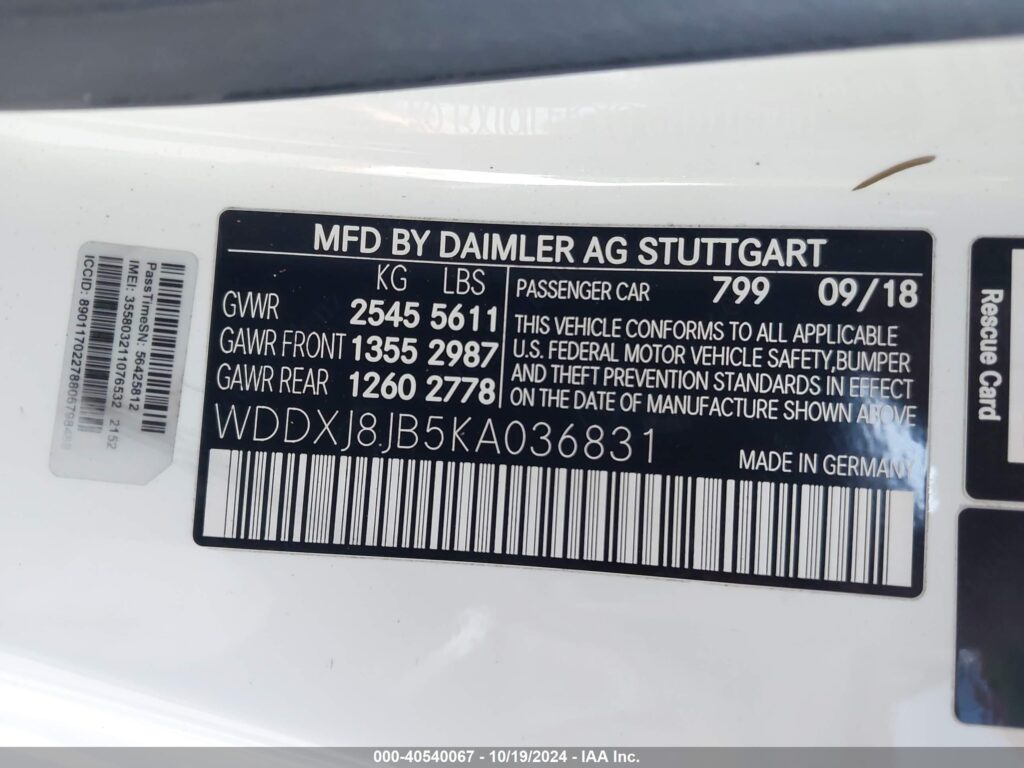 MFD BY DAIMLER AG STUTTGART
KG LBS
GVWR 2545 5611
GAWR FRONT 1355 2987
GAWR REAR 1260 2778
PASSENGER CAR 799 09/18
THIS VEHICLE CONFORMS TO ALL APPLICABLE
U.S. FEDERAL MOTOR VEHICLE SAFETY,BUMPER
AND THEFT PREVENTION STANDARDS IN EFFECT
ON THE DATE OF MANUFACTURE SHOWN ABOVE
WDDXJ8JB5KA036831
MADE IN GERMANY
PassTimeSN: 56425812
IMEI: 355803211076532 2152
Rescue Card
000-40540067 - 10/19/2024 - IAA Inc.